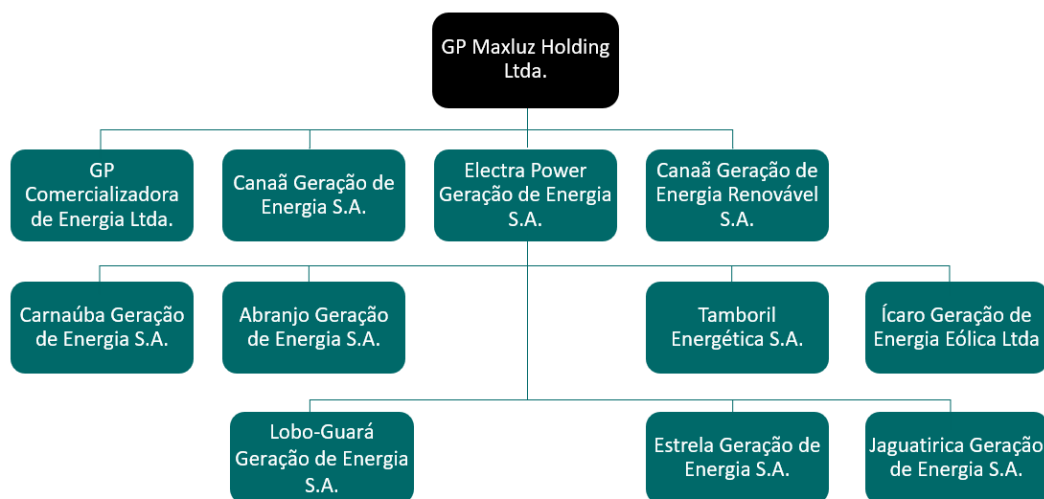 GP Maxluz Holding
Ltda.
GP
Comercializadora
de Energia Ltda.
Canaã Geração de
Energia S.A.
Electra Power
Geração de Energia
S.A.
Canaã Geração de
Energia Renovável
S.A.
Carnaúba Geração
de Energia S.A.
Abranjo Geração
de Energia S.A.
Tamboril
Energética S.A.
Ícaro Geração de
Energia Eólica Ltda
Lobo-Guará
Geração de Energia
S.A.
Estrela Geração de
Energia S.A.
Jaguatirica Geração
de Energia S.A.